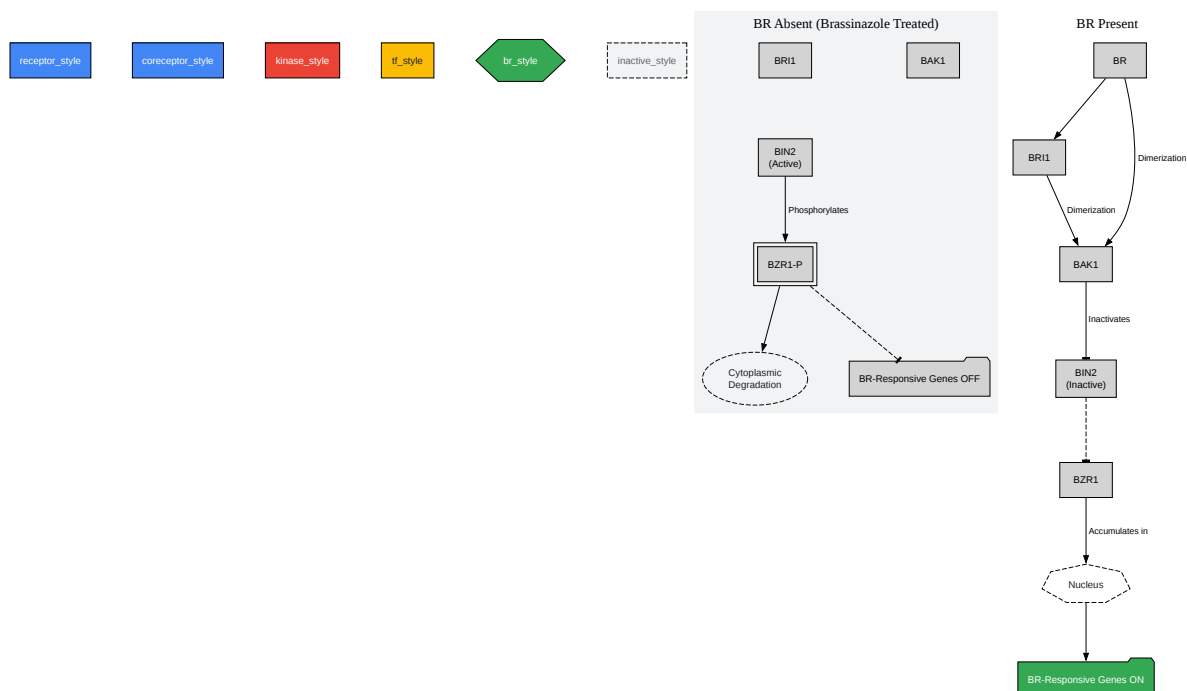 BR Absent (Brassinazole Treated)
BR Present
receptor_style
coreceptor_style
kinase_style
tf_style
br_style
inactive_style
BRI1
BAK1
BR
BIN2
(Active)
BRI1
Dimerization
Phosphorylates
Dimerization
BZR1-P
BAK1
Inactivates
Cytoplasmic
Degradation
BR-Responsive Genes OFF
BIN2
(Inactive)
BZR1
Accumulates in
Nucleus
BR-Responsive Genes ON